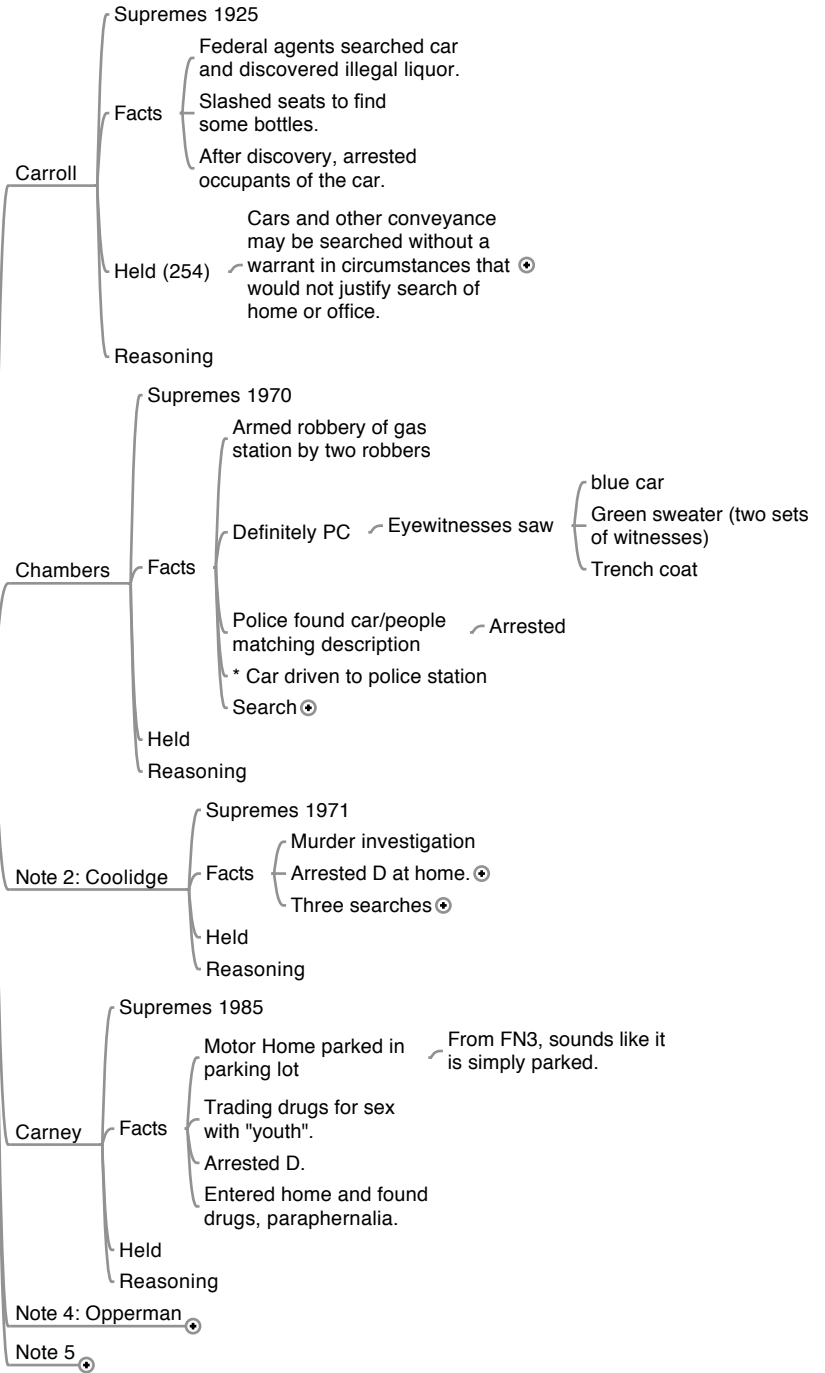 Supremes 1925
Federal agents searched car
and discovered illegal liquor.
Facts
Slashed seats to find
some bottles.
After discovery, arrested
occupants of the car.
Carroll
Held (254)
Cars and other conveyance
may be searched without a
warrant in circumstances that
would not justify search of
home or office.
Reasoning
Supremes 1970
Armed robbery of gas
station by two robbers
Definitely PC
Eyewitnesses saw
blue car
Green sweater (two sets
of witnesses)
Trench coat
Chambers
Facts
Police found car/people
matching description
Arrested
* Car driven to police station
Search
Held
Reasoning
Supremes 1971
Murder investigation
Note 2: Coolidge
Facts
Arrested D at home.
Three searches
Held
Reasoning
Supremes 1985
Motor Home parked in
parking lot
From FN3, sounds like it
is simply parked.
Trading drugs for sex
with "youth".
Carney
Facts
Arrested D.
Entered home and found
drugs, paraphernalia.
Held
Reasoning
Note 4: Opperman
Note 5